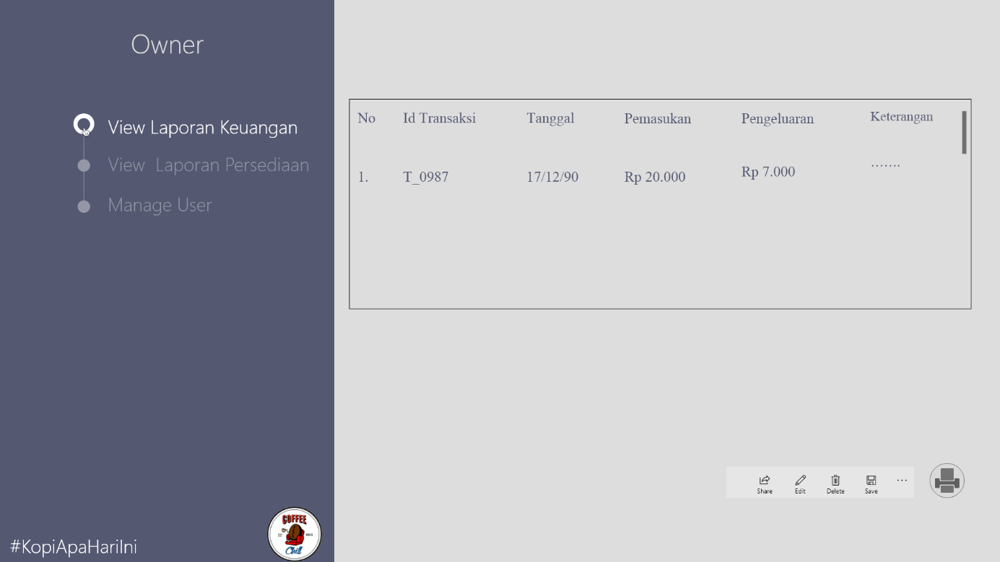 Owner
View Laporan Keuangan
View Laporan Persediaan
Manage User
No Id Transaksi Tanggal Pemasukan Pengeluaran Keterangan
1. T_0987 17/12/90 Rp 20.000 Rp 7.000 .......
Share Edit Delete Save ...
#KopiApaHariIni
COFFEE
Chill